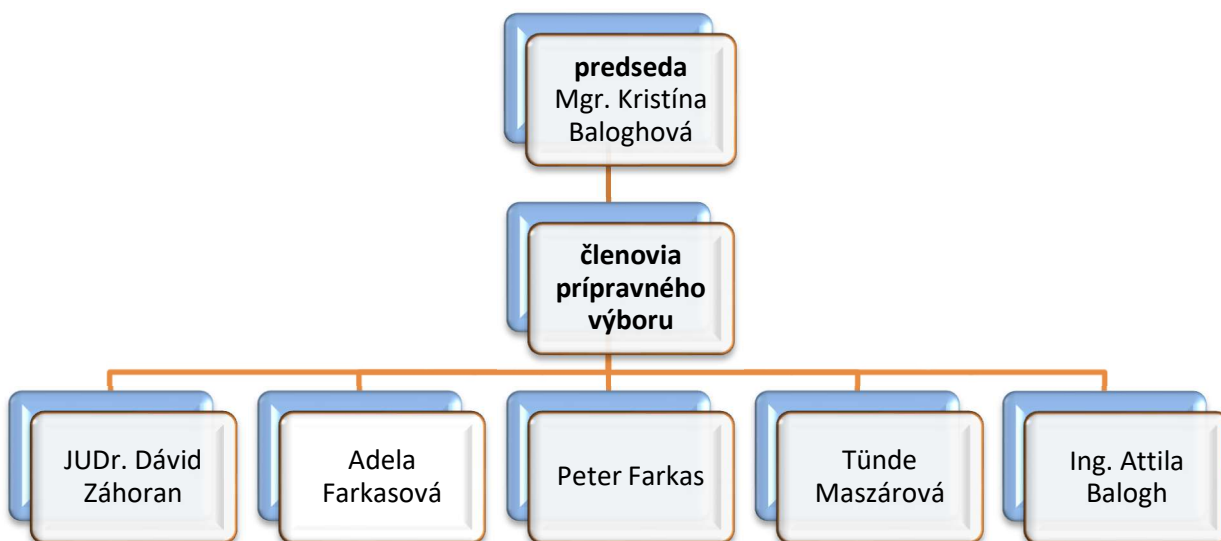 predseda
Mgr. Kristína
Baloghová
členovia
prípravného
výboru
JUDr. Dávid
Záhoran
Adela
Farkasová
Peter Farkas
Tünde
Maszárová
Ing. Attila
Balogh